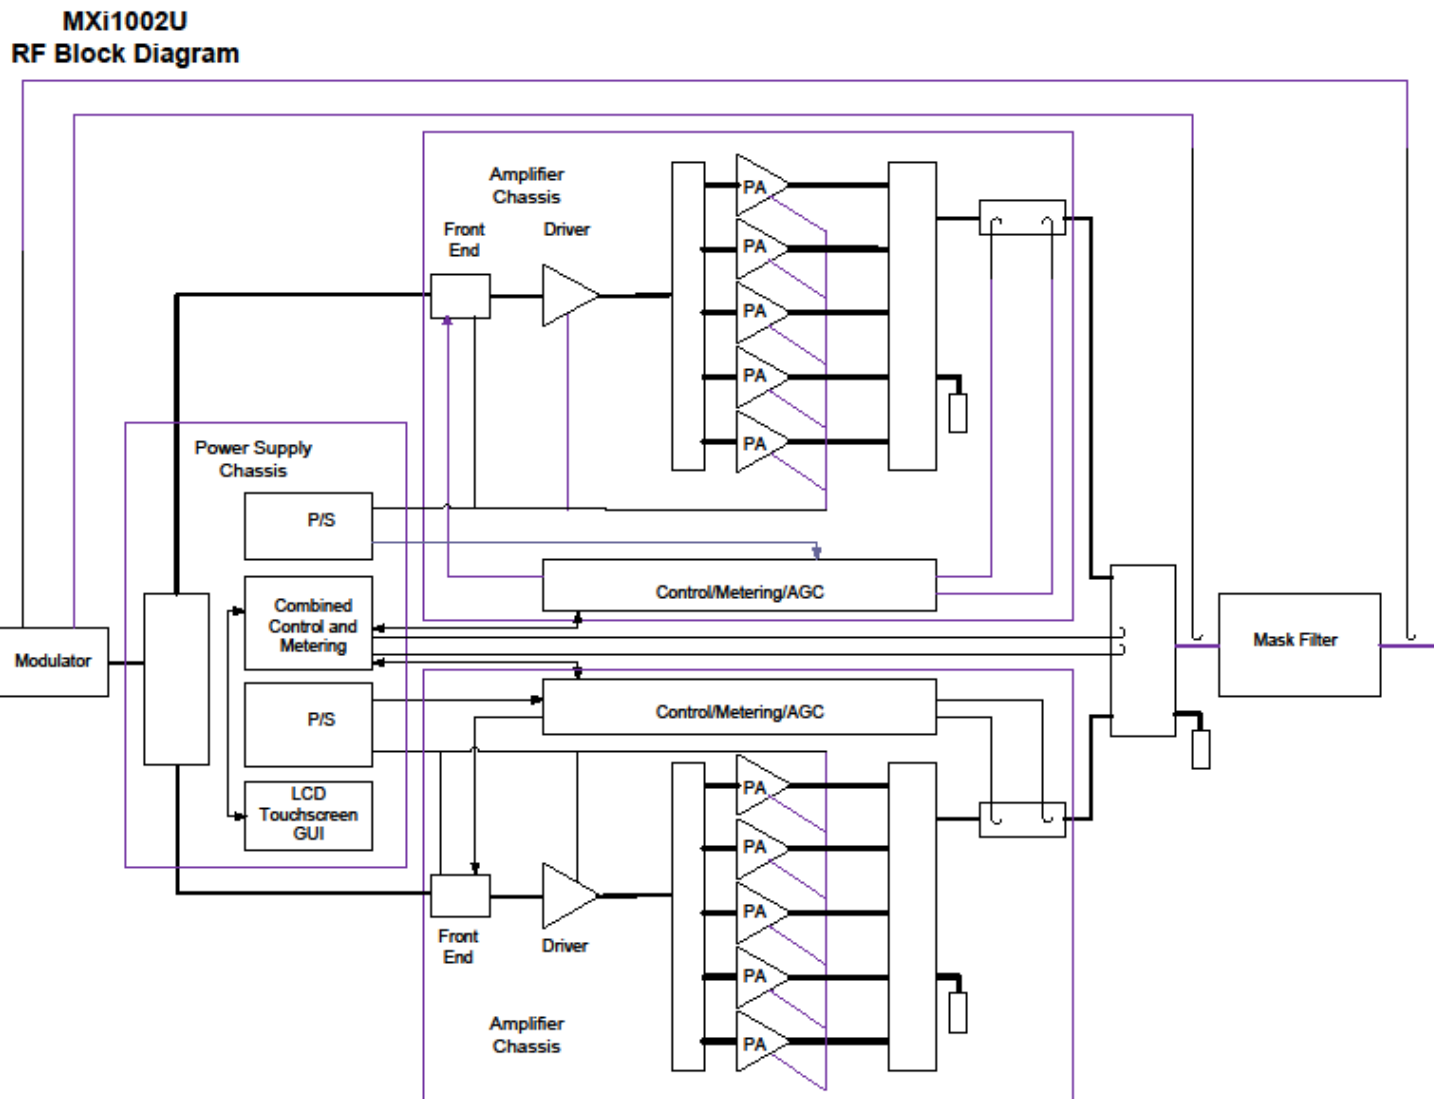 MXi1002U
RF Block Diagram
Amplifier
Chassis
Front
End
Driver
PA
PA
PA
PA
PA
Power Supply
Chassis
P/S
Control/Metering/AGC
Combined
Control and
Metering
Modulator
Mask Filter
P/S
Control/Metering/AGC
LCD
Touchscreen
GUI
PA
PA
PA
PA
PA
Front
End
Driver
Amplifier
Chassis